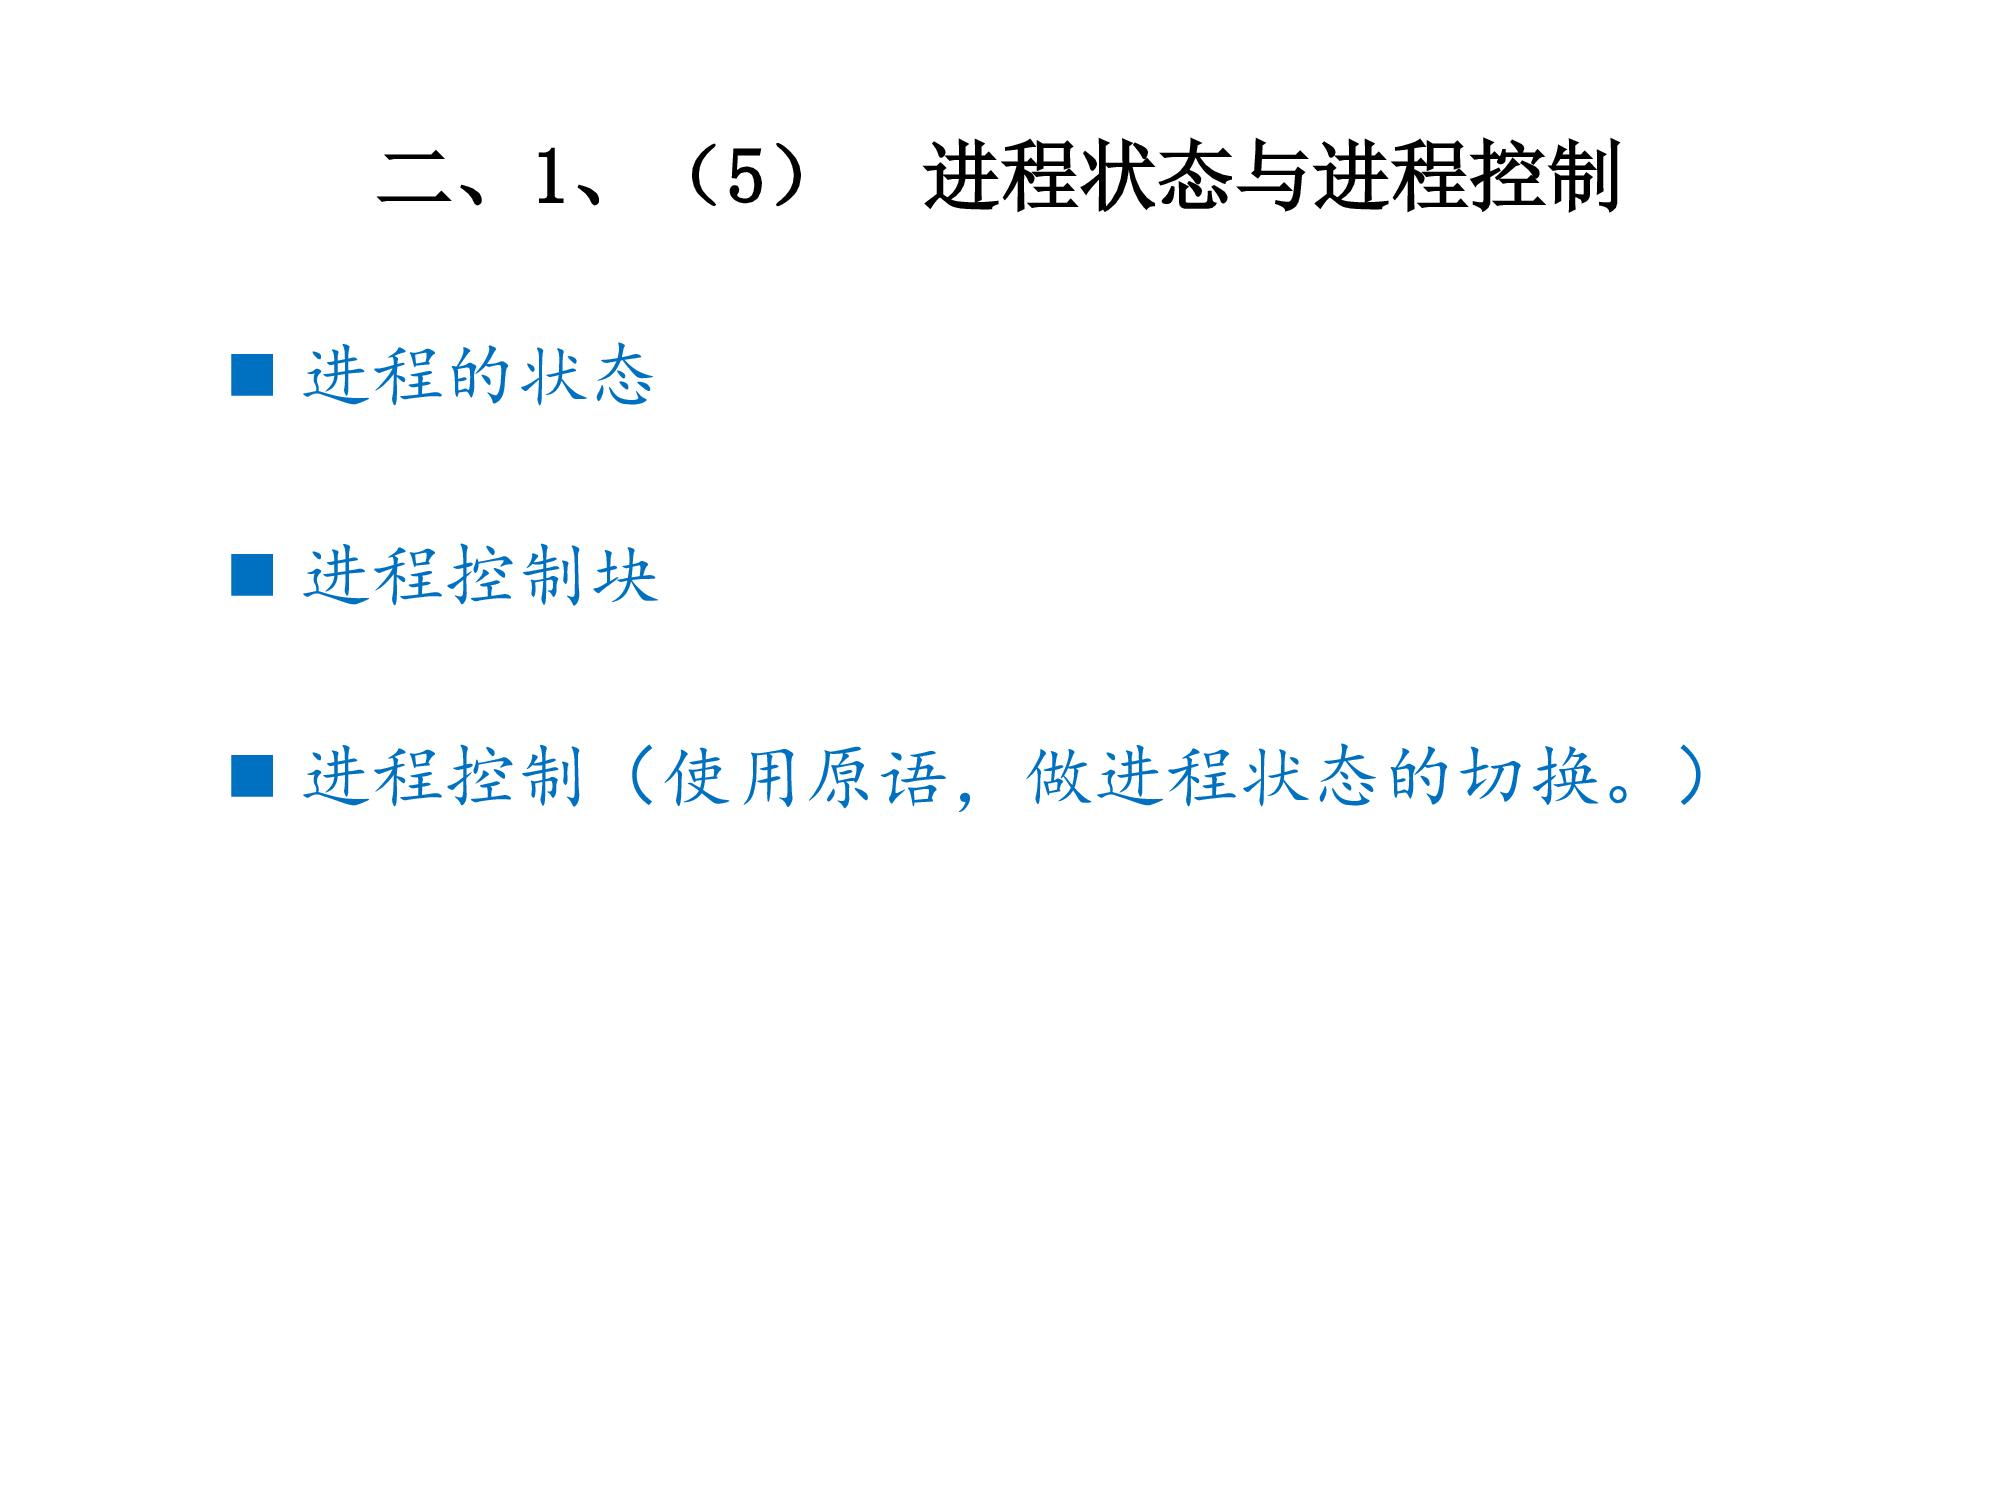 二、1、（5） 进程状态与进程控制
■ 进程的状态
■ 进程控制块
■ 进程控制（使用原语，做进程状态的切换。）